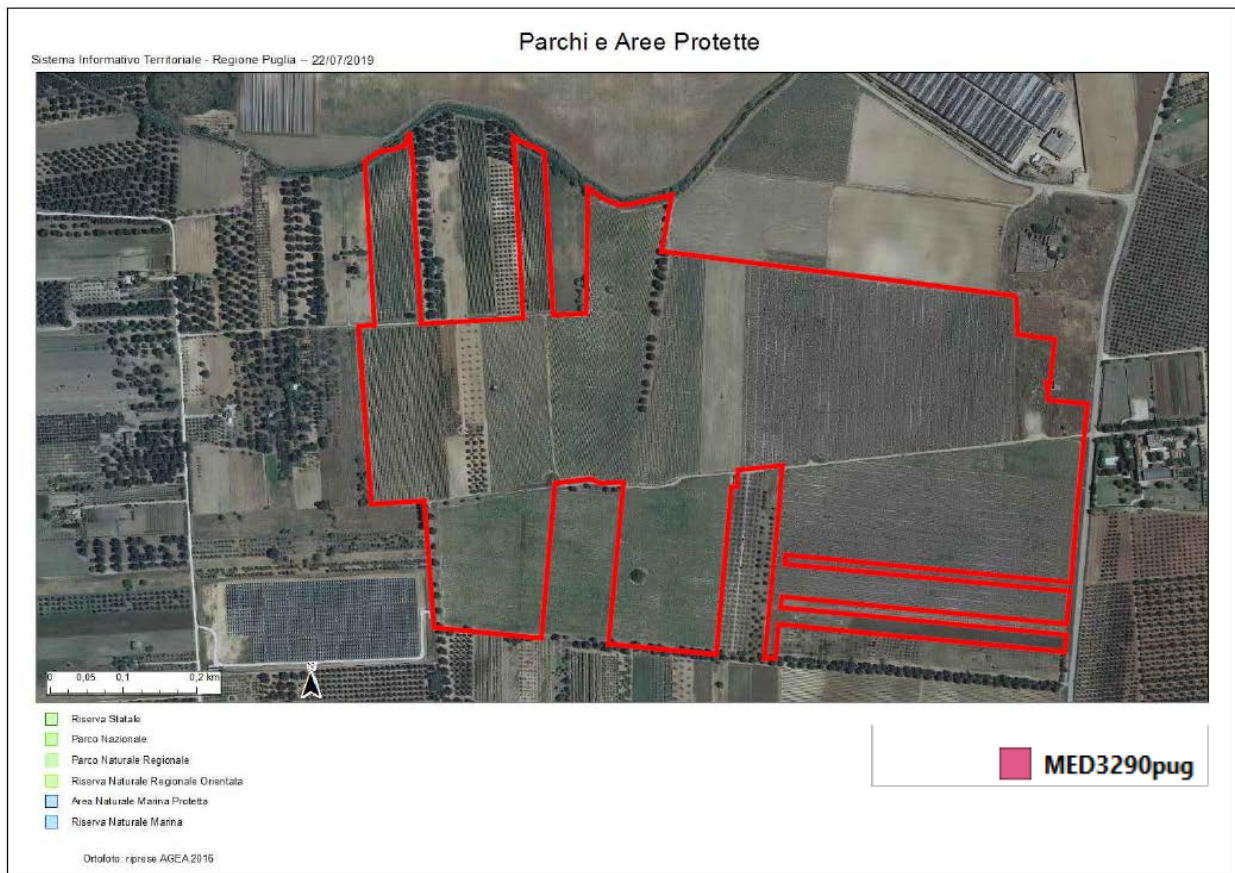 Parchi e Aree Protette
Sistema Informativo Territoriale - Regione Puglia -- 22/07/2019
0 0,05 0,1 0,2 km
Riserva Statale
Parco Nazionale
Parco Naturale Regionale
Riserva Naturale Regionale Orientata
Area Naturale Marina Protetta
Riserva Naturale Marina
MED3290pug
Ortofoto: riprese AGEA 2016